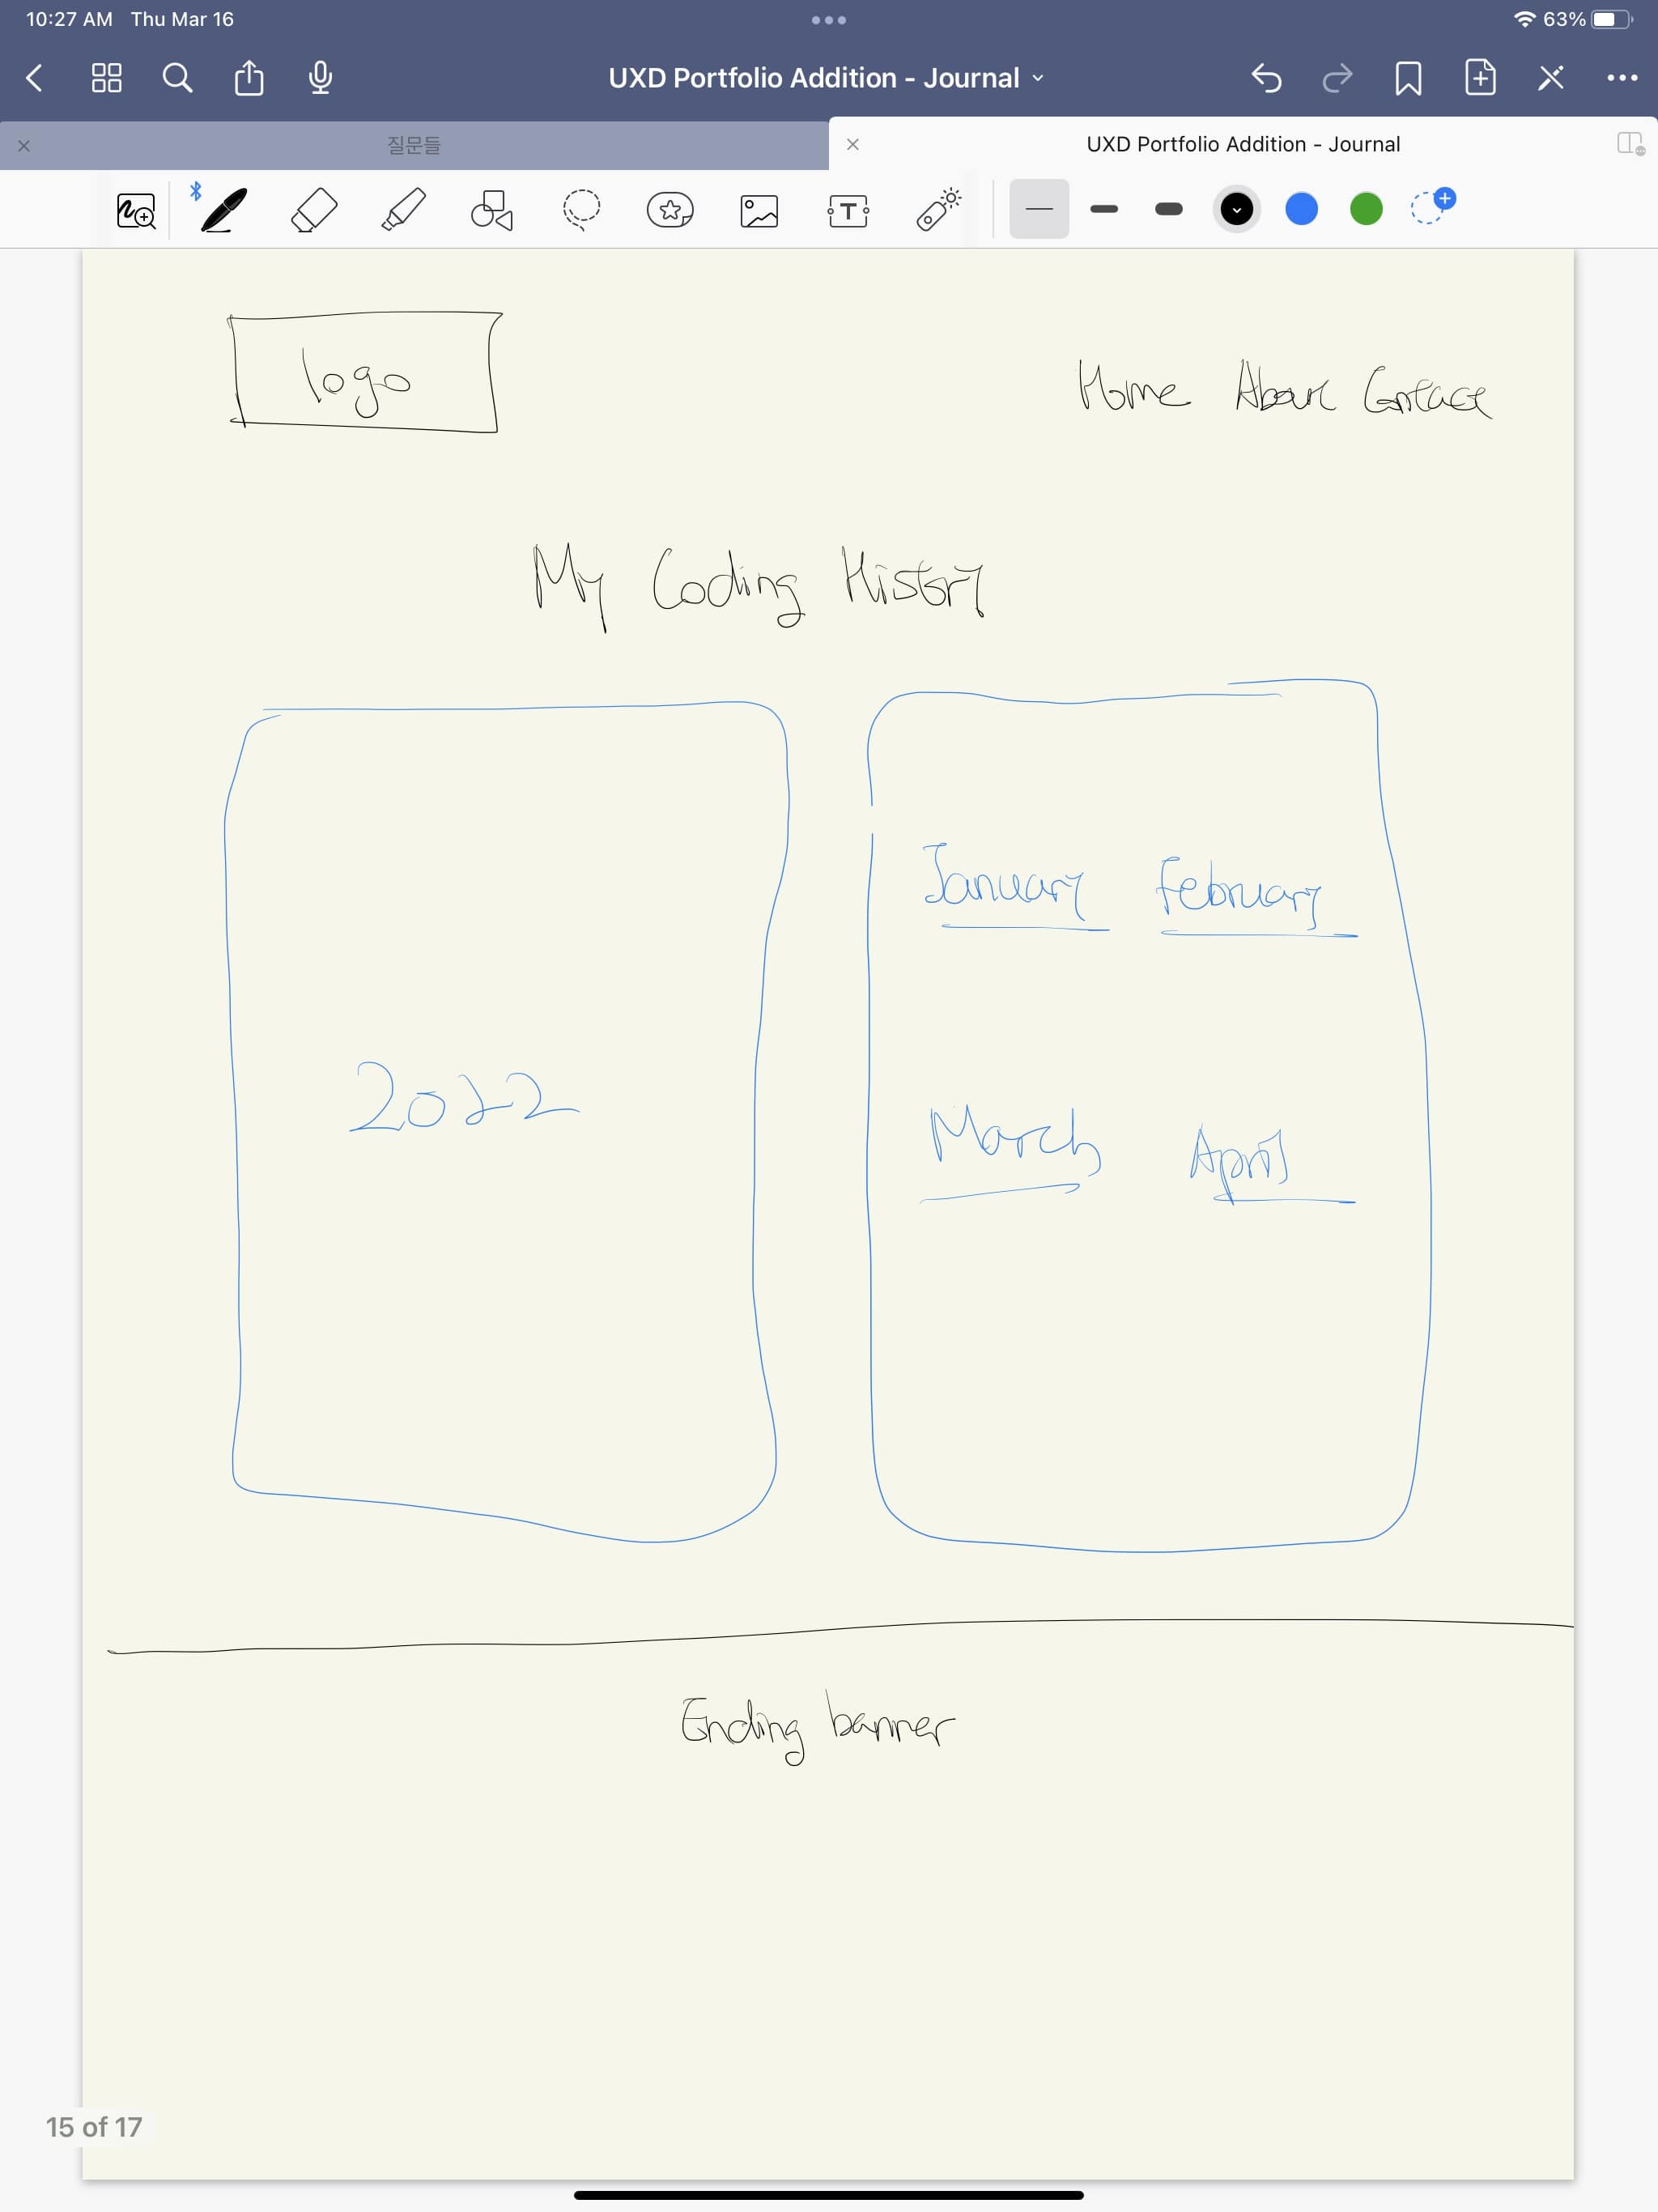 10:27 AM Thu Mar 16
63%
UXD Portfolio Addition - Journal
질문들
UXD Portfolio Addition - Journal
logo
Home About Contact
My Coding History
January February
2022
March April
Ending banner
15 of 17